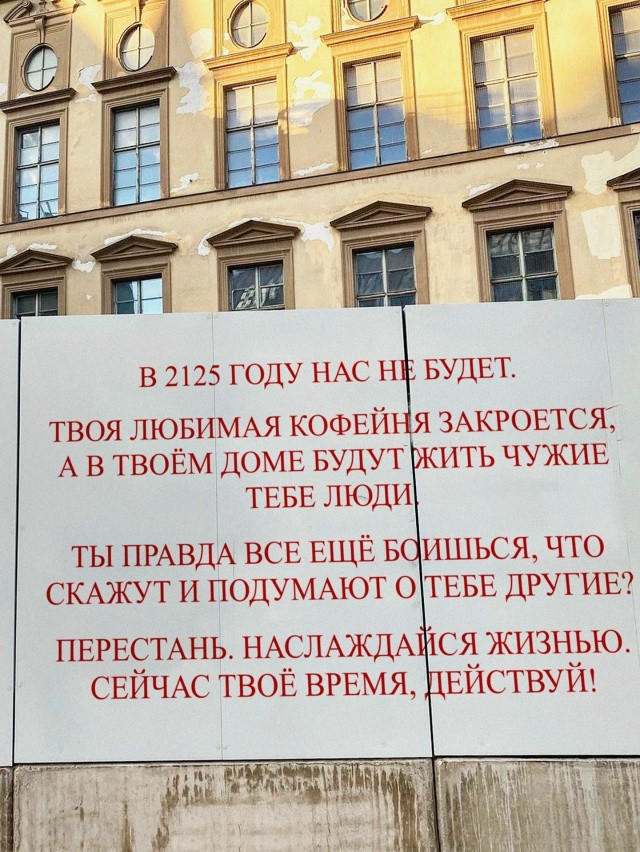 В 2125 ГОДУ НАС НЕ БУДЕТ.
ТВОЯ ЛЮБИМАЯ КОФЕЙНЯ ЗАКРОЕТСЯ,
А В ТВОЁМ ДОМЕ БУДУТ ЖИТЬ ЧУЖИЕ
ТЕБЕ ЛЮДИ.
ТЫ ПРАВДА ВСЕ ЕЩЁ БОИШЬСЯ, ЧТО
СКАЖУТ И ПОДУМАЮТ О ТЕБЕ ДРУГИЕ?
ПЕРЕСТАНЬ. НАСЛАЖДАЙСЯ ЖИЗНЬЮ.
СЕЙЧАС ТВОЁ ВРЕМЯ, ДЕЙСТВУЙ!